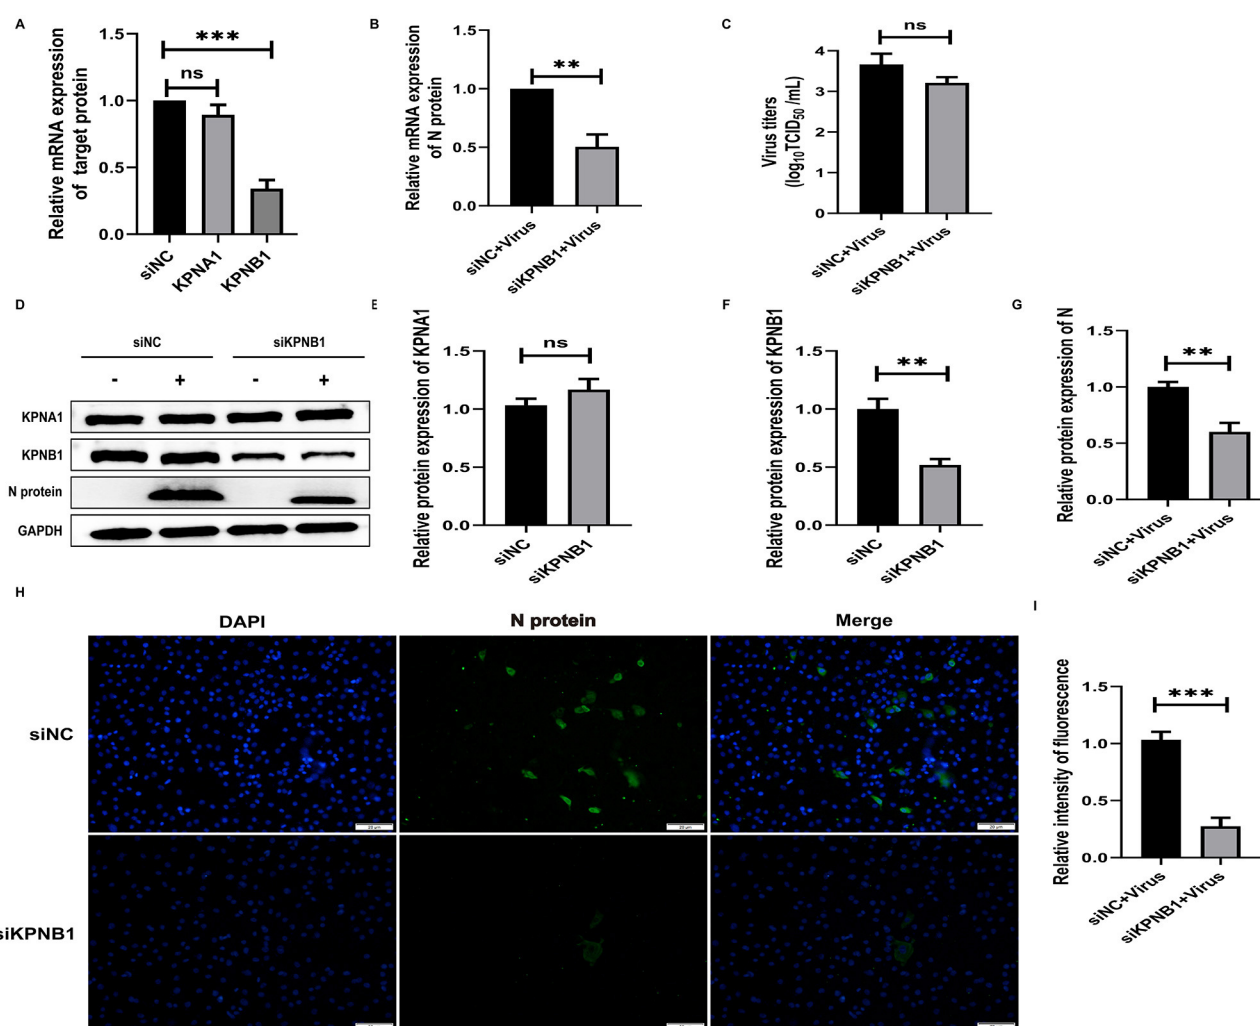 A
Relative mRNA expression
of target protein
1.5
1.0
0.5
0.0
***
ns
siNC
KPNA1
KPNB1
B
Relative mRNA expression
of N protein
1.5
1.0
0.5
0.0
**
siNC+Virus
siKPNB1+Virus
C
Virus titers
(log10TCID50 /mL)
4
3
2
1
0
ns
siNC+Virus
siKPNB1+Virus
D
siNC siKPNB1
- + - +
KPNA1
KPNB1
N protein
GAPDH
E
Relative protein expression of KPNA1
1.5
1.0
0.5
0.0
ns
siNC
siKPNB1
F
Relative protein expression of KPNB1
1.5
1.0
0.5
0.0
**
siNC
siKPNB1
G
Relative protein expression of N
1.5
1.0
0.5
0.0
**
siNC+Virus
siKPNB1+Virus
H
DAPI N protein Merge
siNC
20 μm 20 μm 20 μm
siKPNB1
I
Relative intensity of fluorescence
1.5
1.0
0.5
0.0
***
siNC+Virus
siKPNB1+Virus